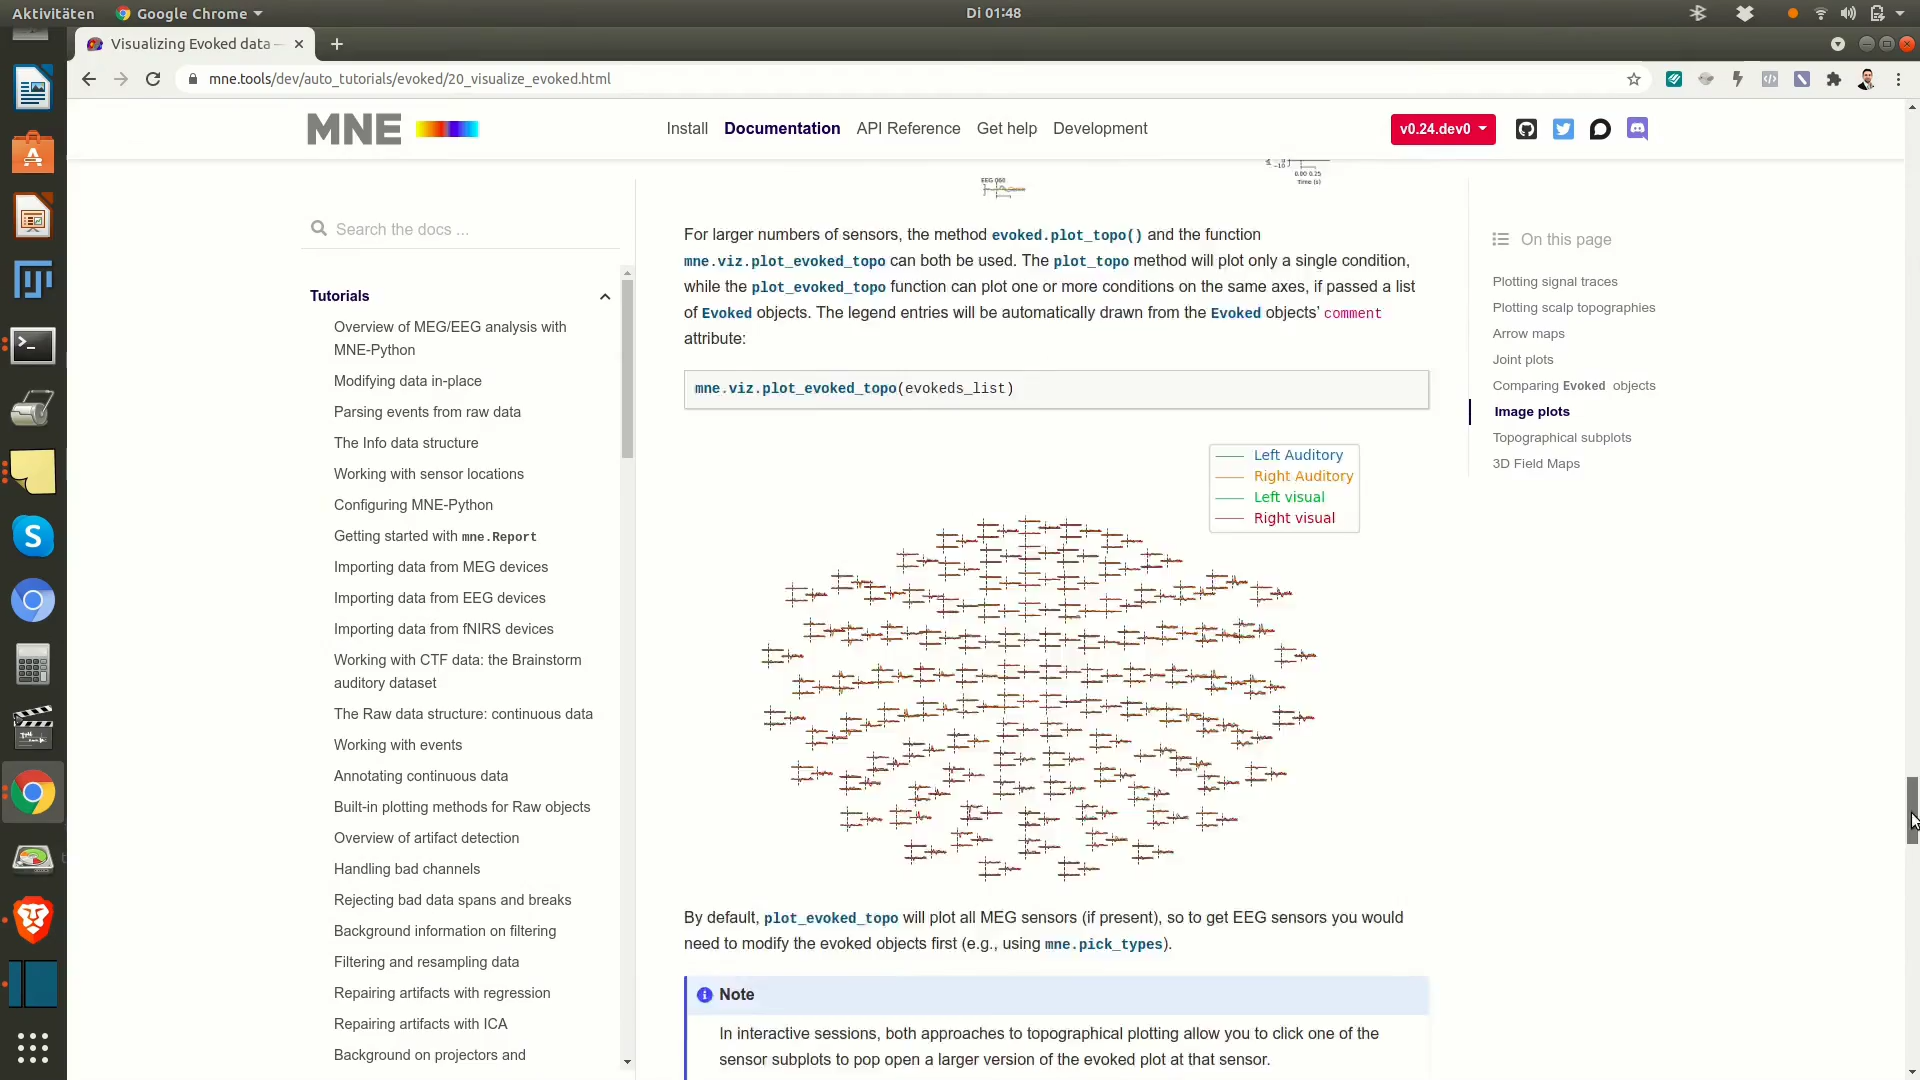 Aktivitäten
Google Chrome
Di 01:48
Visualizing Evoked data —
mne.tools/dev/auto_tutorials/evoked/20_visualize_evoked.html
MNE
Install Documentation API Reference Get help Development
v0.24.dev0
Search the docs ...
Tutorials
Overview of MEG/EEG analysis with
MNE-Python
Modifying data in-place
Parsing events from raw data
The Info data structure
Working with sensor locations
Configuring MNE-Python
Getting started with mne.Report
Importing data from MEG devices
Importing data from EEG devices
Importing data from fNIRS devices
Working with CTF data: the Brainstorm
auditory dataset
The Raw data structure: continuous data
Working with events
Annotating continuous data
Built-in plotting methods for Raw objects
Overview of artifact detection
Handling bad channels
Rejecting bad data spans and breaks
Background information on filtering
Filtering and resampling data
Repairing artifacts with regression
Repairing artifacts with ICA
Background on projectors and
EEG 060
−10
0.00 0.25
Time (s)
For larger numbers of sensors, the method evoked.plot_topo() and the function
mne.viz.plot_evoked_topo can both be used. The plot_topo method will plot only a single condition,
while the plot_evoked_topo function can plot one or more conditions on the same axes, if passed a list
of Evoked objects. The legend entries will be automatically drawn from the Evoked objects’ comment
attribute:
mne.viz.plot_evoked_topo(evokeds_list)
Left Auditory
Right Auditory
Left visual
Right visual
By default, plot_evoked_topo will plot all MEG sensors (if present), so to get EEG sensors you would
need to modify the evoked objects first (e.g., using mne.pick_types).
Note
In interactive sessions, both approaches to topographical plotting allow you to click one of the
sensor subplots to pop open a larger version of the evoked plot at that sensor.
On this page
Plotting signal traces
Plotting scalp topographies
Arrow maps
Joint plots
Comparing Evoked objects
Image plots
Topographical subplots
3D Field Maps